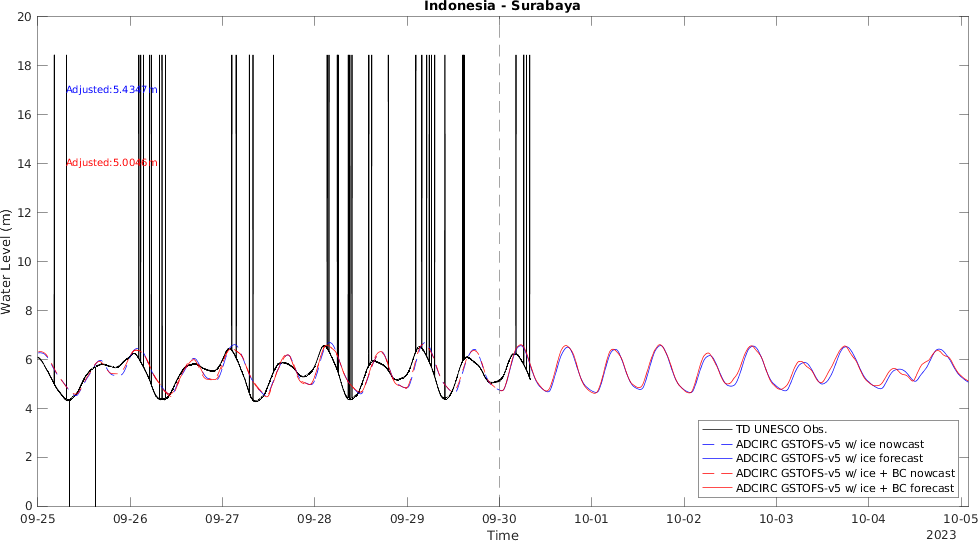 Indonesia - Surabaya
20
18
16
14
12
10
8
6
4
2
0
Water Level (m)
Adjusted:5.4347m
Adjusted:5.0046m
TD UNESCO Obs.
ADCIRC GSTOFS-v5 w/ ice nowcast
ADCIRC GSTOFS-v5 w/ ice forecast
ADCIRC GSTOFS-v5 w/ ice + BC nowcast
ADCIRC GSTOFS-v5 w/ ice + BC forecast
09-25 09-26 09-27 09-28 09-29 09-30 10-01 10-02 10-03 10-04 10-05
Time
2023